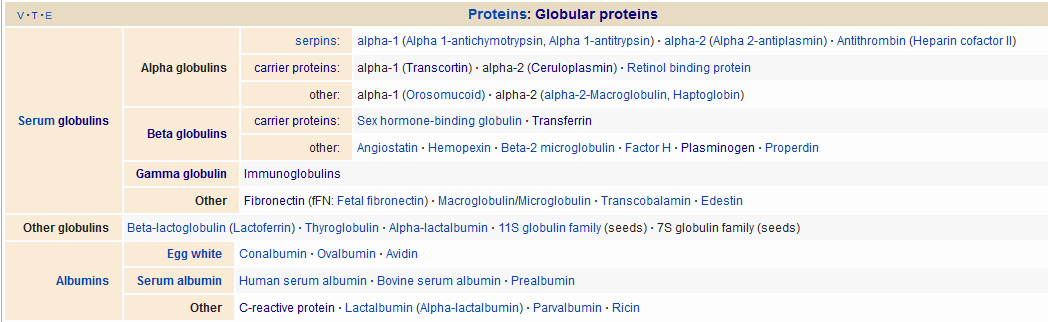 V · T · E Proteins: Globular proteins
Serum globulins
Alpha globulins
serpins: alpha-1 (Alpha 1-antichymotrypsin, Alpha 1-antitrypsin) · alpha-2 (Alpha 2-antiplasmin) · Antithrombin (Heparin cofactor II)
carrier proteins: alpha-1 (Transcortin) · alpha-2 (Ceruloplasmin) · Retinol binding protein
other: alpha-1 (Orosomucoid) · alpha-2 (alpha-2-Macroglobulin, Haptoglobin)
Beta globulins
carrier proteins: Sex hormone-binding globulin · Transferrin
other: Angiostatin · Hemopexin · Beta-2 microglobulin · Factor H · Plasminogen · Properdin
Gamma globulin Immunoglobulins
Other Fibronectin (fFN: Fetal fibronectin) · Macroglobulin/Microglobulin · Transcobalamin · Edestin
Other globulins Beta-lactoglobulin (Lactoferrin) · Thyroglobulin · Alpha-lactalbumin · 11S globulin family (seeds) · 7S globulin family (seeds)
Albumins
Egg white Conalbumin · Ovalbumin · Avidin
Serum albumin Human serum albumin · Bovine serum albumin · Prealbumin
Other C-reactive protein · Lactalbumin (Alpha-lactalbumin) · Parvalbumin · Ricin